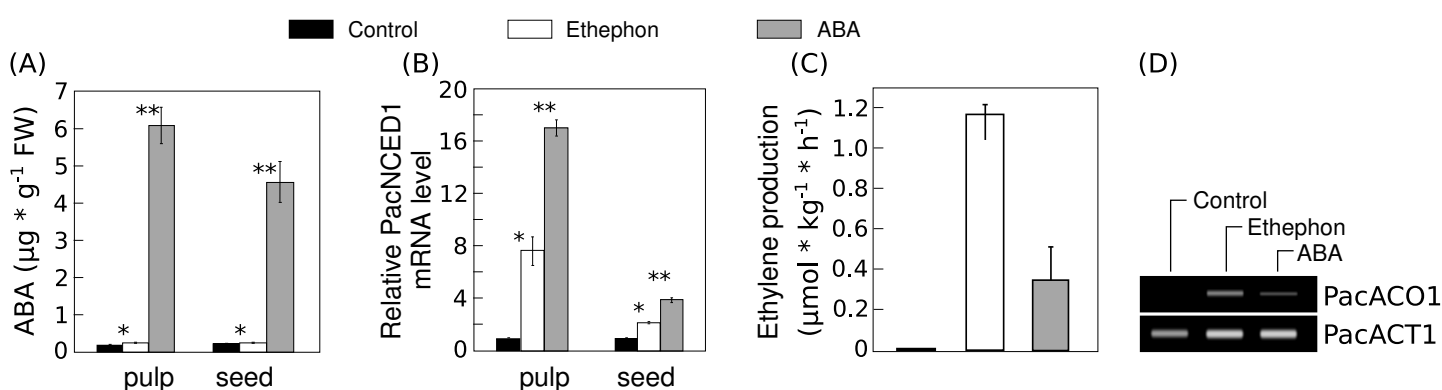 Control Ethephon ABA
(A)
ABA (µg * g⁻¹ FW)
7
6
5
4
3
2
1
0
**
*
**
*
pulp seed
(B)
Relative PacNCED1
mRNA level
20
16
12
8
4
0
**
*
**
*
pulp seed
(C)
Ethylene production
(µmol * kg⁻¹ * h⁻¹)
1.2
1.0
0.8
0.6
0.4
0.2
0
(D)
Control
Ethephon
ABA
PacACO1
PacACT1